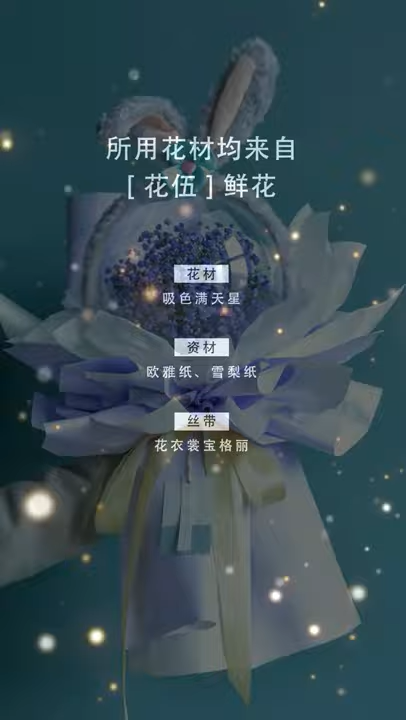 所用花材均来自
[ 花伍 ] 鲜花
花材
吸色满天星
资材
欧雅纸、雪梨纸
丝带
花衣裳宝格丽